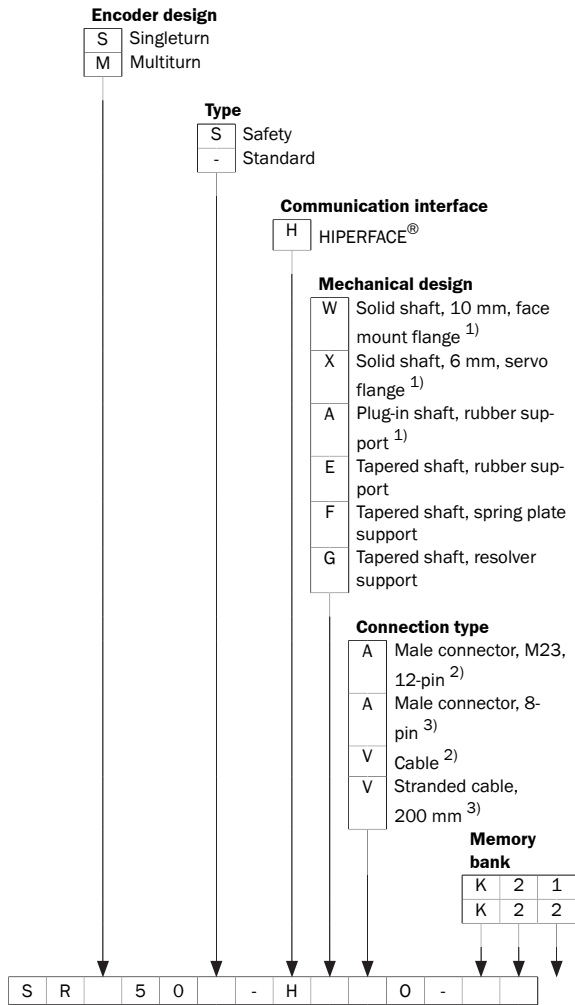 Encoder design
S Singleturn
M Multiturn
Type
S Safety
- Standard
Communication interface
H HIPERFACE®
Mechanical design
W Solid shaft, 10 mm, face
mount flange 1)
X Solid shaft, 6 mm, servo
flange 1)
A Plug-in shaft, rubber sup-
port 1)
E Tapered shaft, rubber sup-
port
F Tapered shaft, spring plate
support
G Tapered shaft, resolver
support
Connection type
A Male connector, M23,
12-pin 2)
A Male connector, 8-
pin 3)
V Cable 2)
V Stranded cable,
200 mm 3)
Memory
bank
K 2 1
K 2 2
S R 5 0 - H 0 -